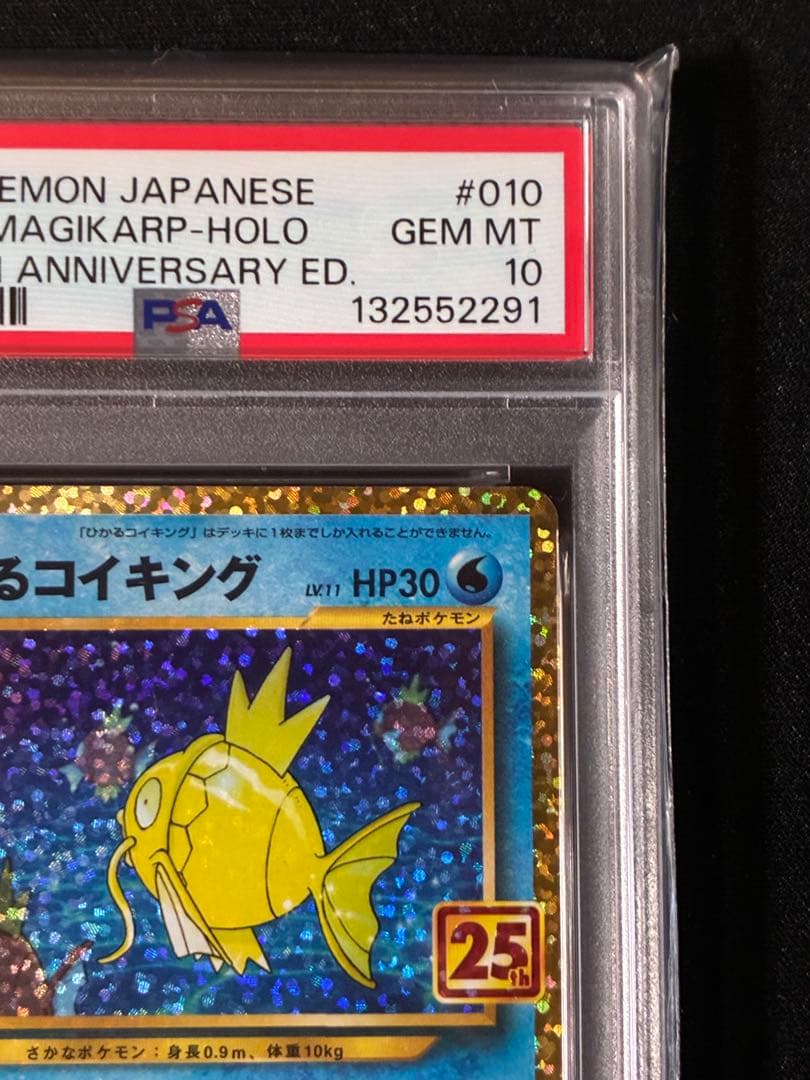 EMON JAPANESE #010
MAGIKARP-HOLO GEM MT
ANNIVERSARY ED. 10
PSA 132552291
「ひかるコイキング」はデッキに1枚までしか入れることができません。
るコイキング LV.11 HP30
たねポケモン
25th
さかなポケモン：身長0.9m、体重10kg